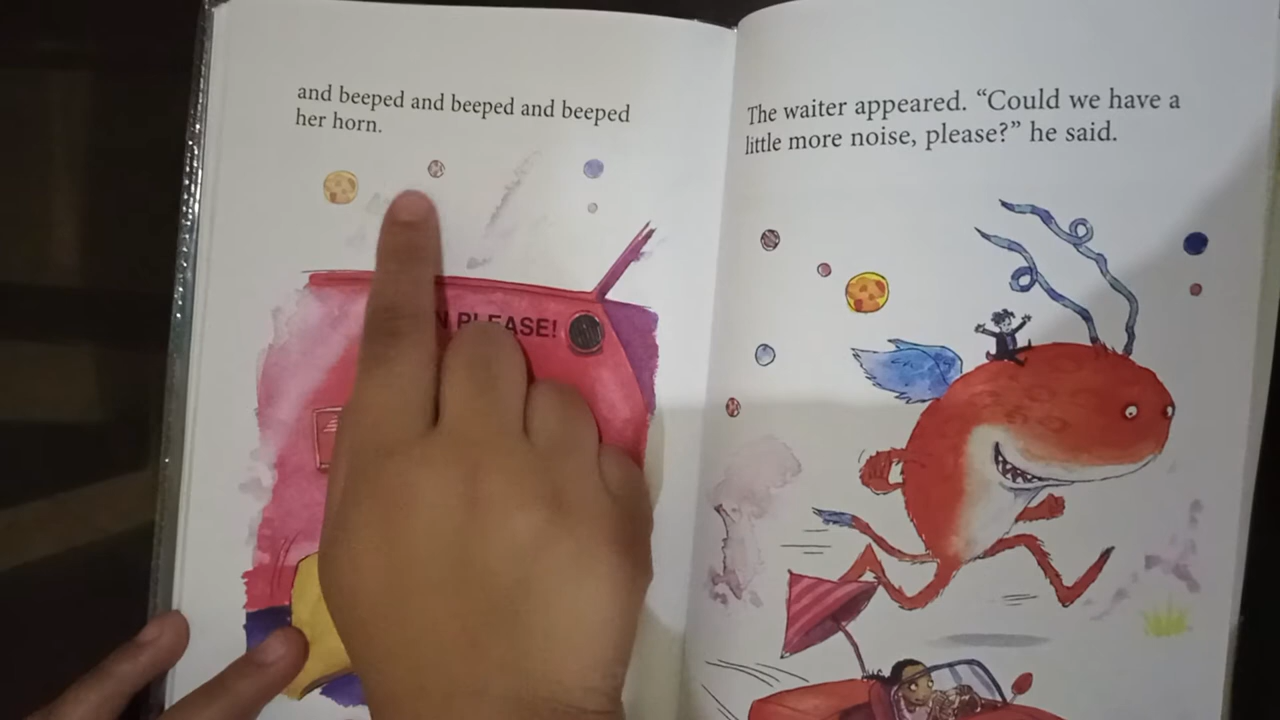 and beeped and beeped and beeped
her horn.
PLEASE!
The waiter appeared. “Could we have a
little more noise, please?” he said.